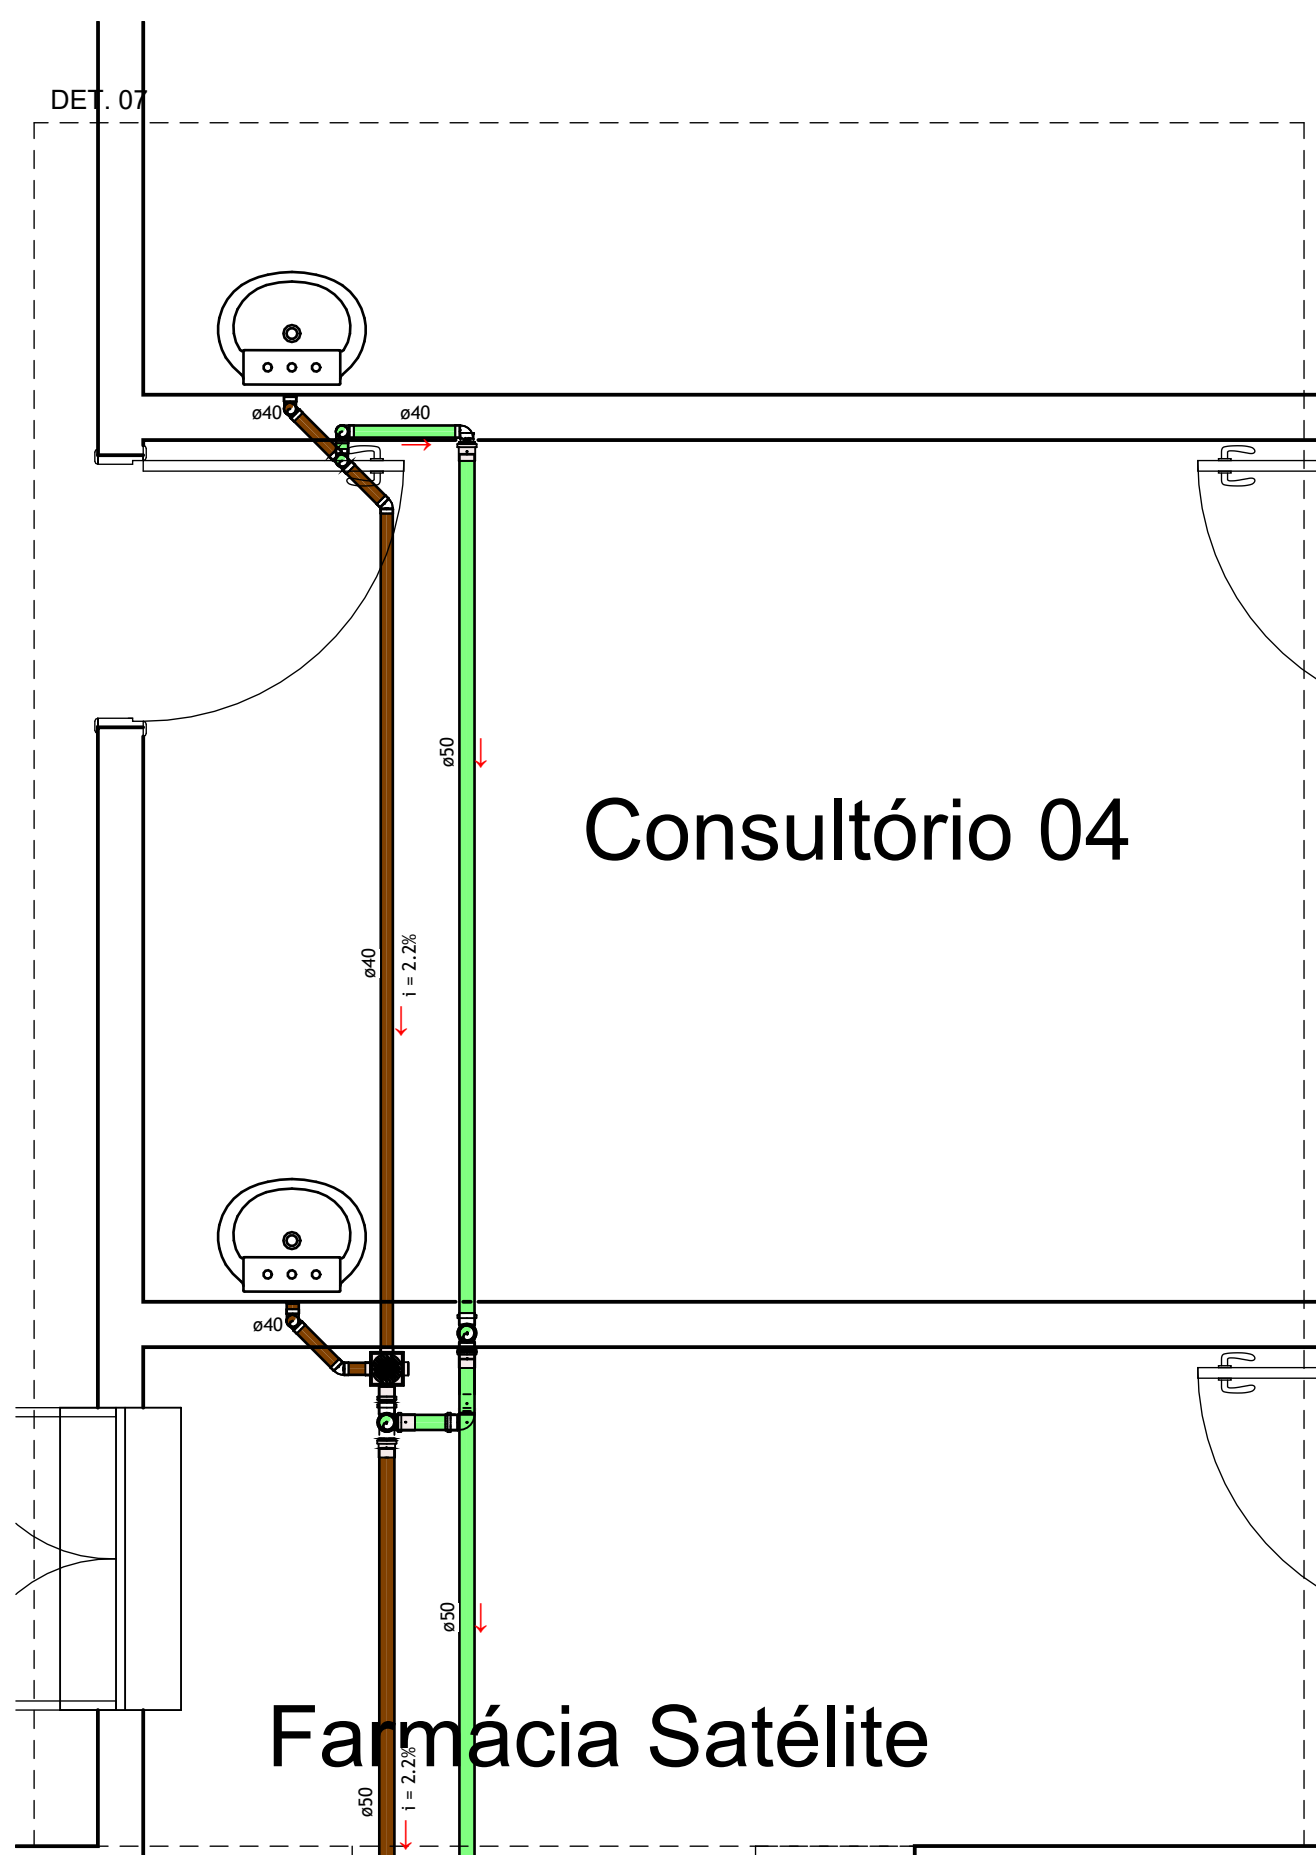 DET. 07
ø40
ø40
ø50
Consultório 04
ø40
i = 2.2%
ø40
ø50
Farmácia Satélite
ø50
i = 2.2%